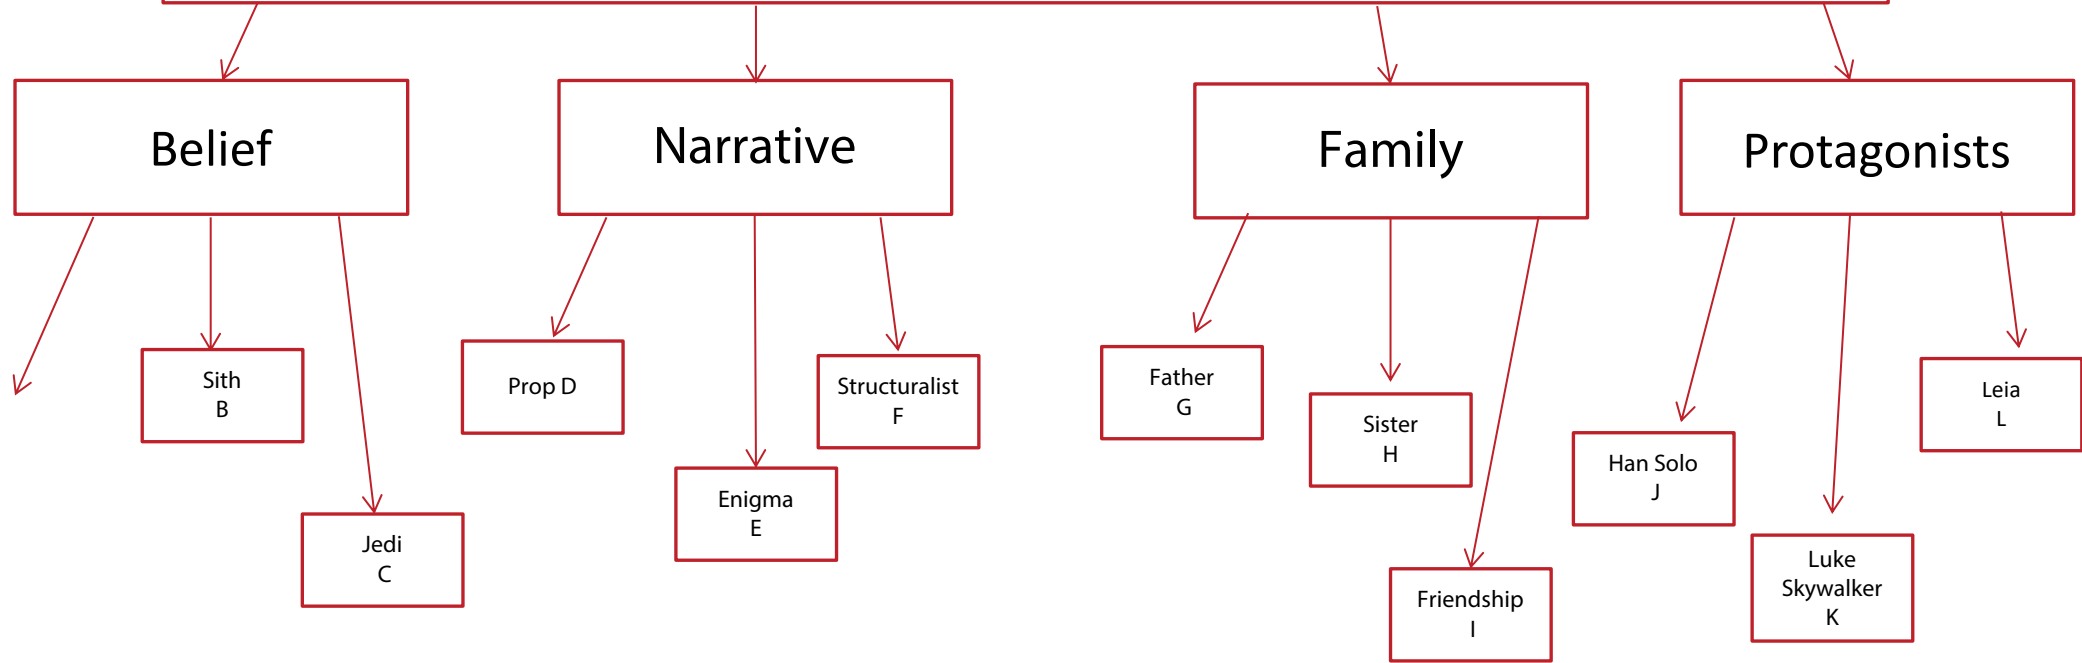 Belief
Narrative
Family
Protagonists
Sith
B
Jedi
C
Prop D
Enigma
E
Structuralist
F
Father
G
Sister
H
Friendship
I
Han Solo
J
Luke
Skywalker
K
Leia
L